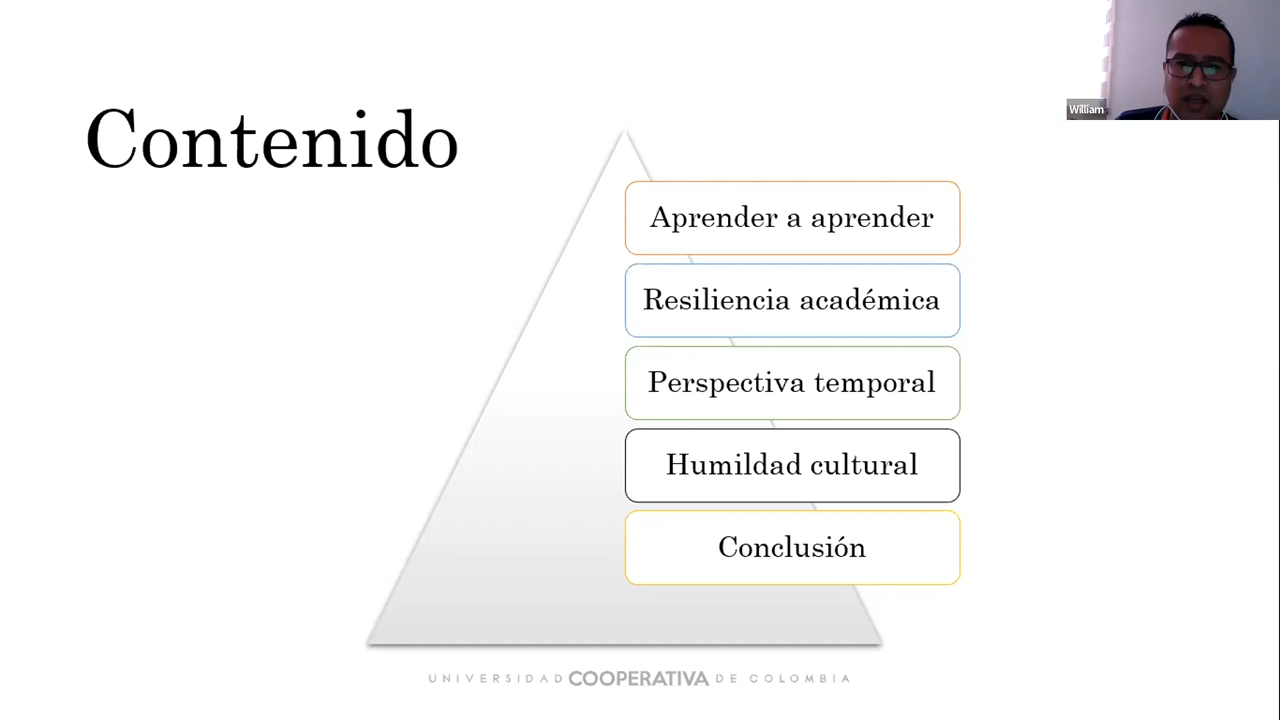 William
Contenido
Aprender a aprender
Resiliencia académica
Perspectiva temporal
Humildad cultural
Conclusión
UNIVERSIDAD COOPERATIVA DE COLOMBIA